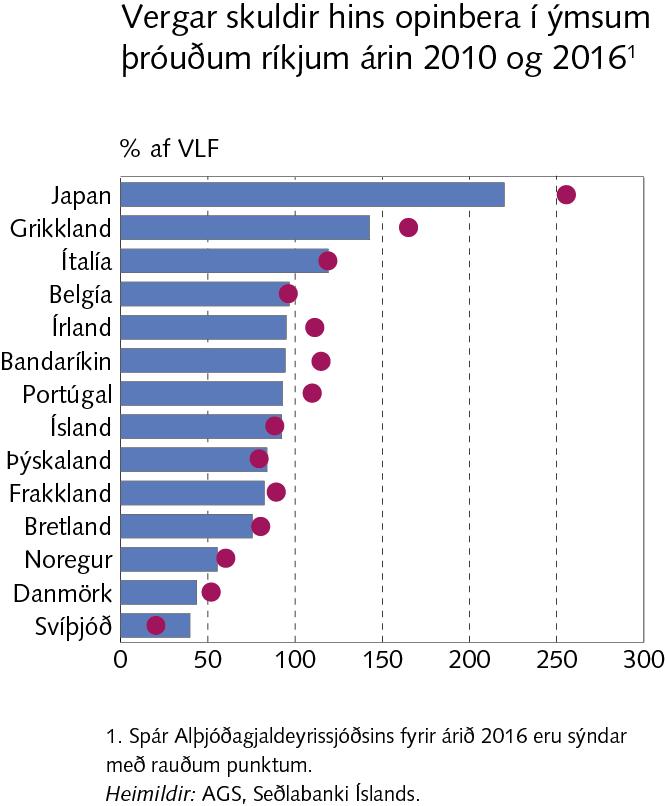 Vergar skuldir hins opinbera í ýmsum
þróuðum ríkjum árin 2010 og 2016¹
% af VLF
Japan
Grikkland
Ítalía
Belgía
Írland
Bandaríkin
Portúgal
Ísland
Þýskaland
Frakkland
Bretland
Noregur
Danmörk
Svíþjóð
0 50 100 150 200 250 300
1. Spár Alþjóðagjaldeyrissjóðsins fyrir árið 2016 eru sýndar
með rauðum punktum.
Heimildir: AGS, Seðlabanki Íslands.